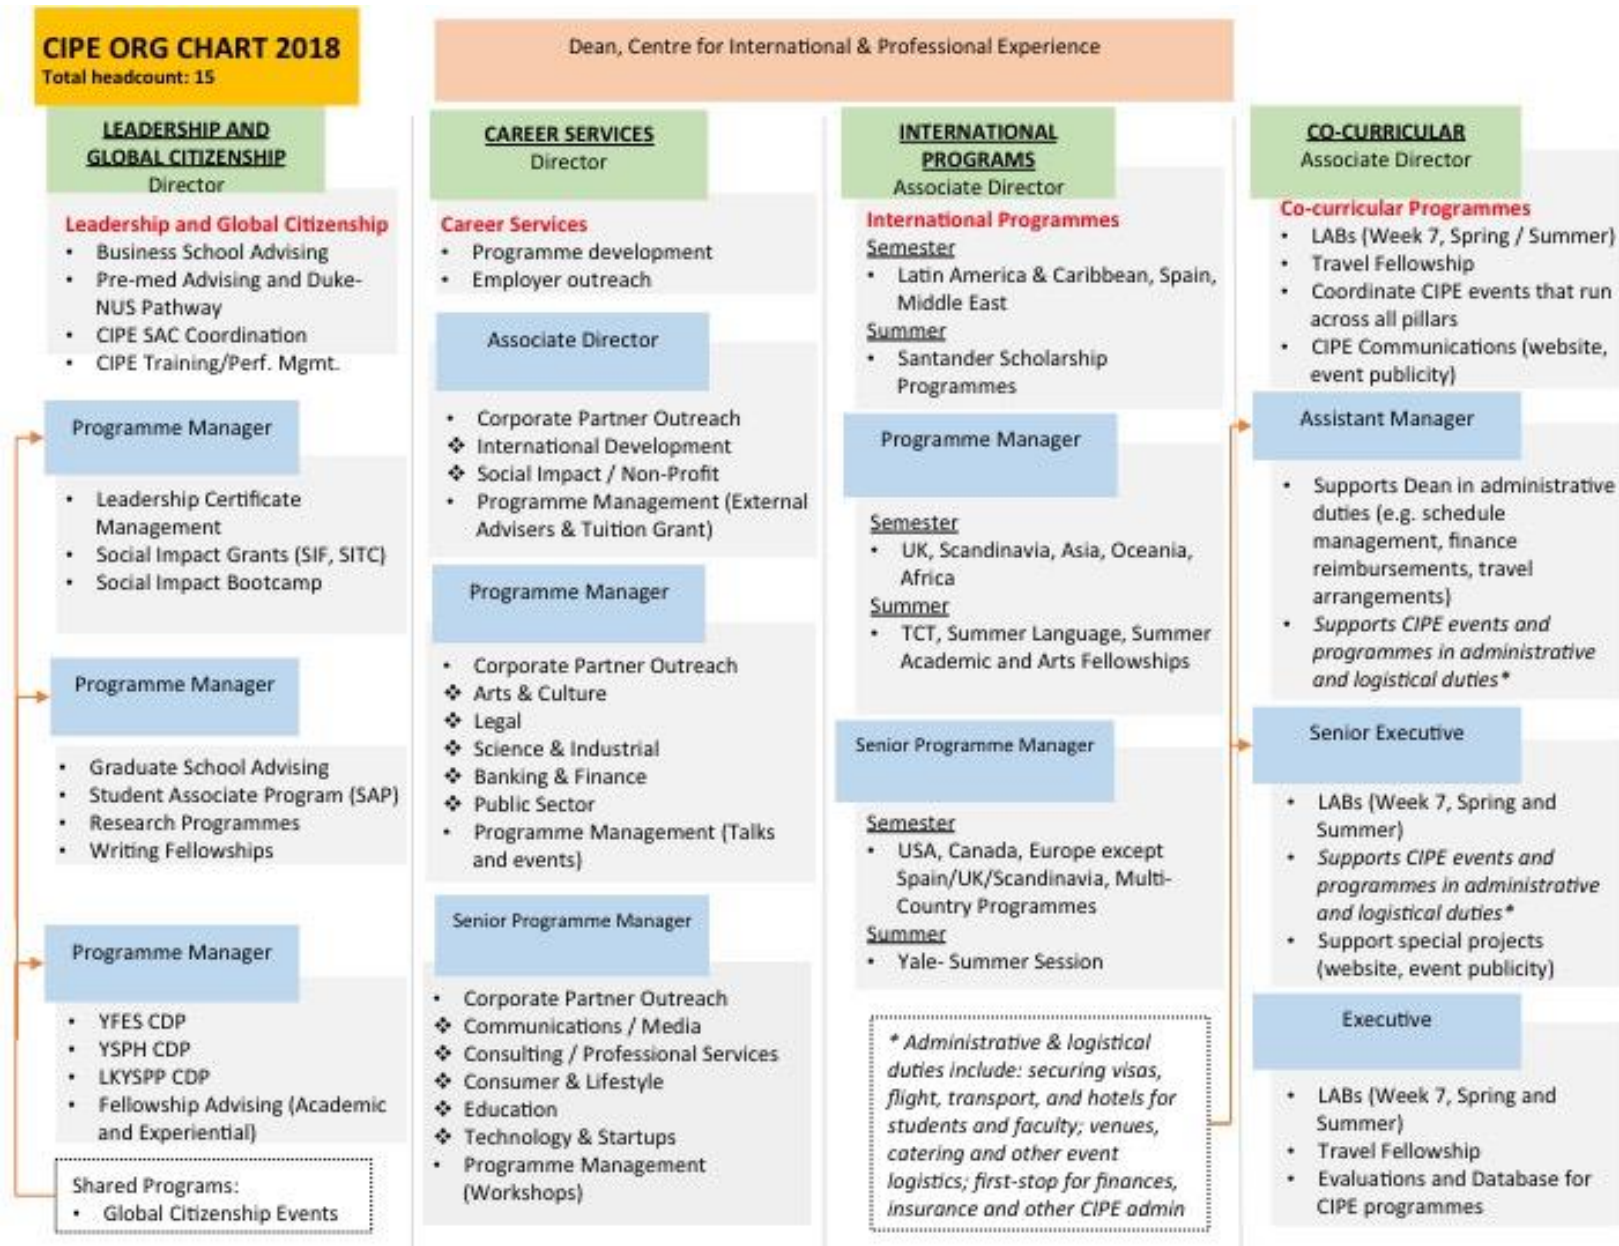 CIPE ORG CHART 2018
Total headcount: 15
Dean, Centre for International & Professional Experience
LEADERSHIP AND
GLOBAL CITIZENSHIP
Director
Leadership and Global Citizenship
• Business School Advising
• Pre-med Advising and Duke-
NUS Pathway
• CIPE SAC Coordination
• CIPE Training/Perf. Mgmt.
Programme Manager
• Leadership Certificate
Management
• Social Impact Grants (SIF, SITC)
• Social Impact Bootcamp
Programme Manager
• Graduate School Advising
• Student Associate Program (SAP)
• Research Programmes
• Writing Fellowships
Programme Manager
• YFES CDP
• YSPH CDP
• LKYSPP CDP
• Fellowship Advising (Academic
and Experiential)
Shared Programs:
• Global Citizenship Events
CAREER SERVICES
Director
Career Services
• Programme development
• Employer outreach
Associate Director
• Corporate Partner Outreach
❖ International Development
❖ Social Impact / Non-Profit
• Programme Management (External
Advisers & Tuition Grant)
Programme Manager
• Corporate Partner Outreach
❖ Arts & Culture
❖ Legal
❖ Science & Industrial
❖ Banking & Finance
❖ Public Sector
• Programme Management (Talks
and events)
Senior Programme Manager
• Corporate Partner Outreach
❖ Communications / Media
❖ Consulting / Professional Services
❖ Consumer & Lifestyle
❖ Education
❖ Technology & Startups
• Programme Management
(Workshops)
INTERNATIONAL
PROGRAMS
Associate Director
International Programmes
Semester
• Latin America & Caribbean, Spain,
Middle East
Summer
• Santander Scholarship
Programmes
Programme Manager
Semester
• UK, Scandinavia, Asia, Oceania,
Africa
Summer
• TCT, Summer Language, Summer
Academic and Arts Fellowships
Senior Programme Manager
Semester
• USA, Canada, Europe except
Spain/UK/Scandinavia, Multi-
Country Programmes
Summer
• Yale- Summer Session
* Administrative & logistical
duties include: securing visas,
flight, transport, and hotels for
students and faculty; venues,
catering and other event
logistics; first-stop for finances,
insurance and other CIPE admin
CO-CURRICULAR
Associate Director
Co-curricular Programmes
• LABs (Week 7, Spring / Summer)
• Travel Fellowship
• Coordinate CIPE events that run
across all pillars
• CIPE Communications (website,
event publicity)
Assistant Manager
• Supports Dean in administrative
duties (e.g. schedule
management, finance
reimbursements, travel
arrangements)
• Supports CIPE events and
programmes in administrative
and logistical duties*
Senior Executive
• LABs (Week 7, Spring and
Summer)
• Supports CIPE events and
programmes in administrative
and logistical duties*
• Support special projects
(website, event publicity)
Executive
• LABs (Week 7, Spring and
Summer)
• Travel Fellowship
• Evaluations and Database for
CIPE programmes